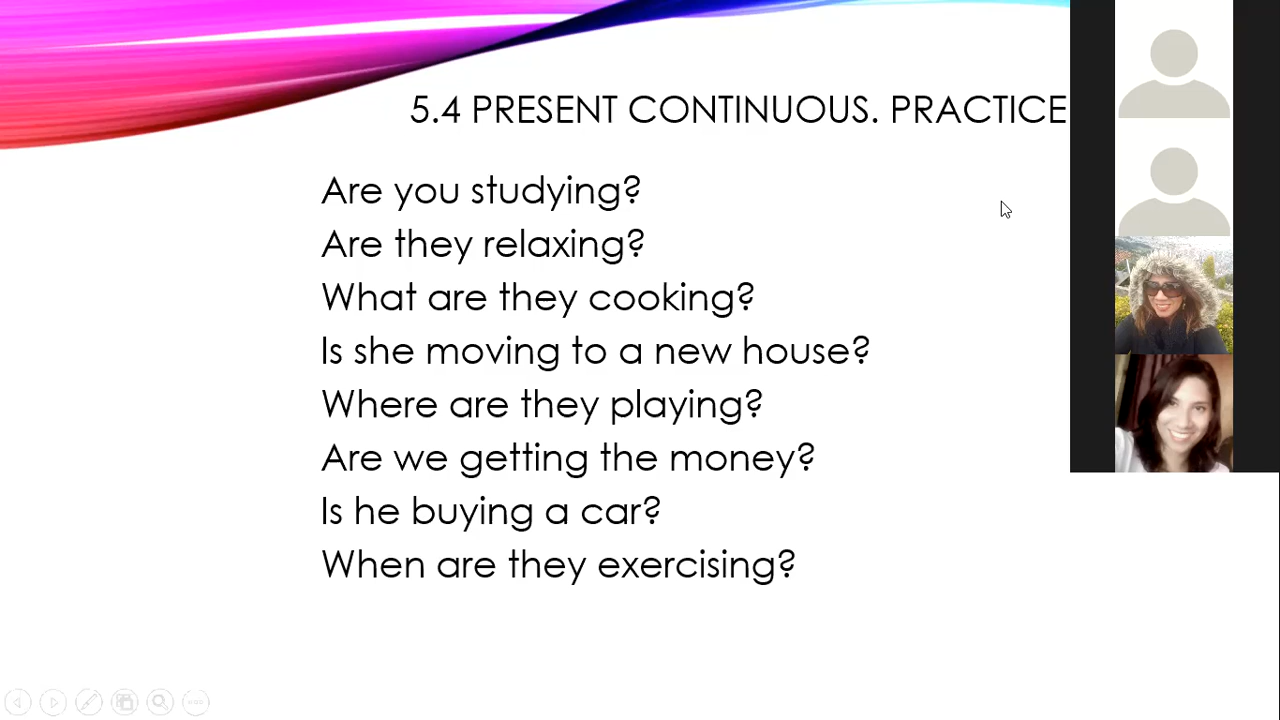 5.4 PRESENT CONTINUOUS. PRACTICE
Are you studying?
Are they relaxing?
What are they cooking?
Is she moving to a new house?
Where are they playing?
Are we getting the money?
Is he buying a car?
When are they exercising?